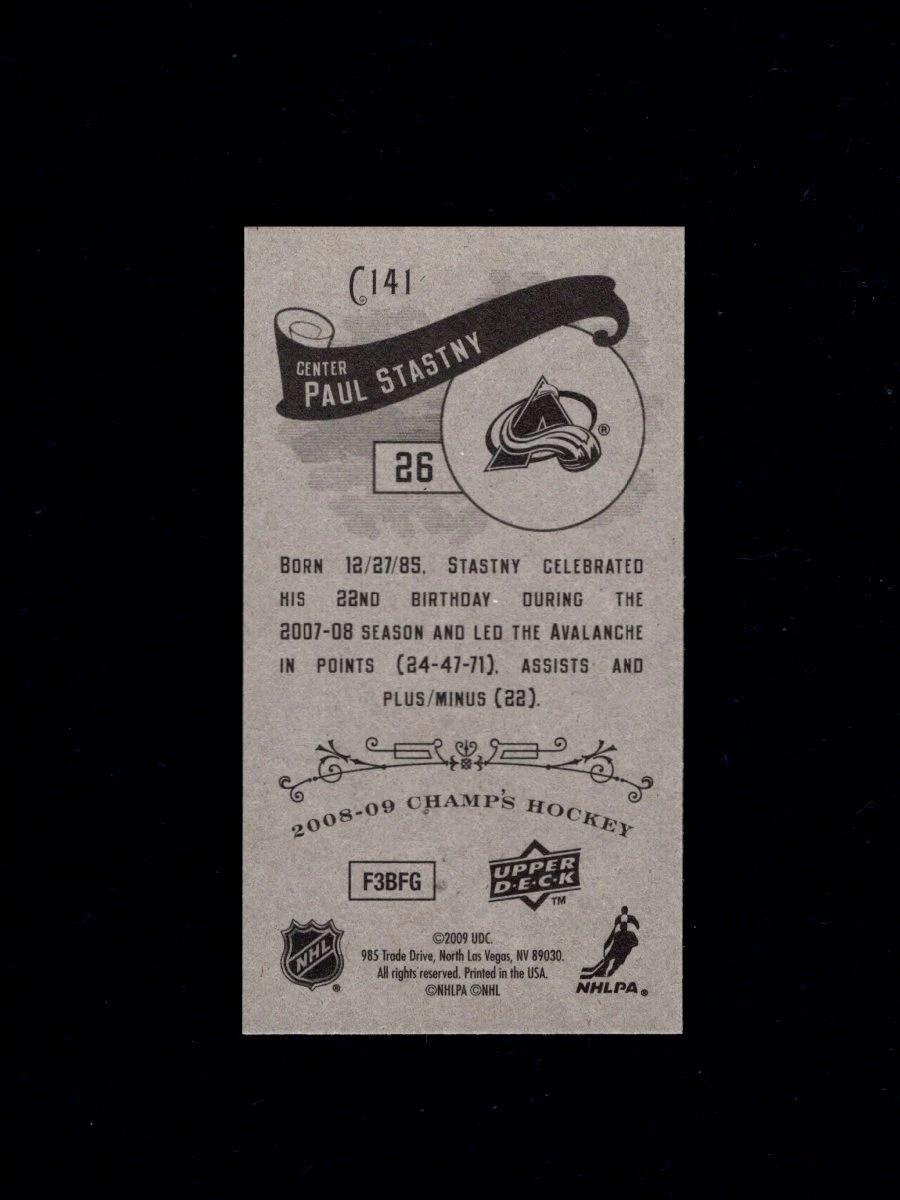 C141
CENTER
PAUL STASTNY
®
26
BORN 12/27/85, STASTNY CELEBRATED
HIS 22ND BIRTHDAY DURING THE
2007-08 SEASON AND LED THE AVALANCHE
IN POINTS (24-47-71), ASSISTS AND
PLUS/MINUS (22).
2008-09 CHAMP'S HOCKEY
F3BFG
UPPER
D·E·C·K
TM
NHL
®
©2009 UDC.
985 Trade Drive, North Las Vegas, NV 89030.
All rights reserved. Printed in the USA.
©NHLPA ©NHL
NHLPA®